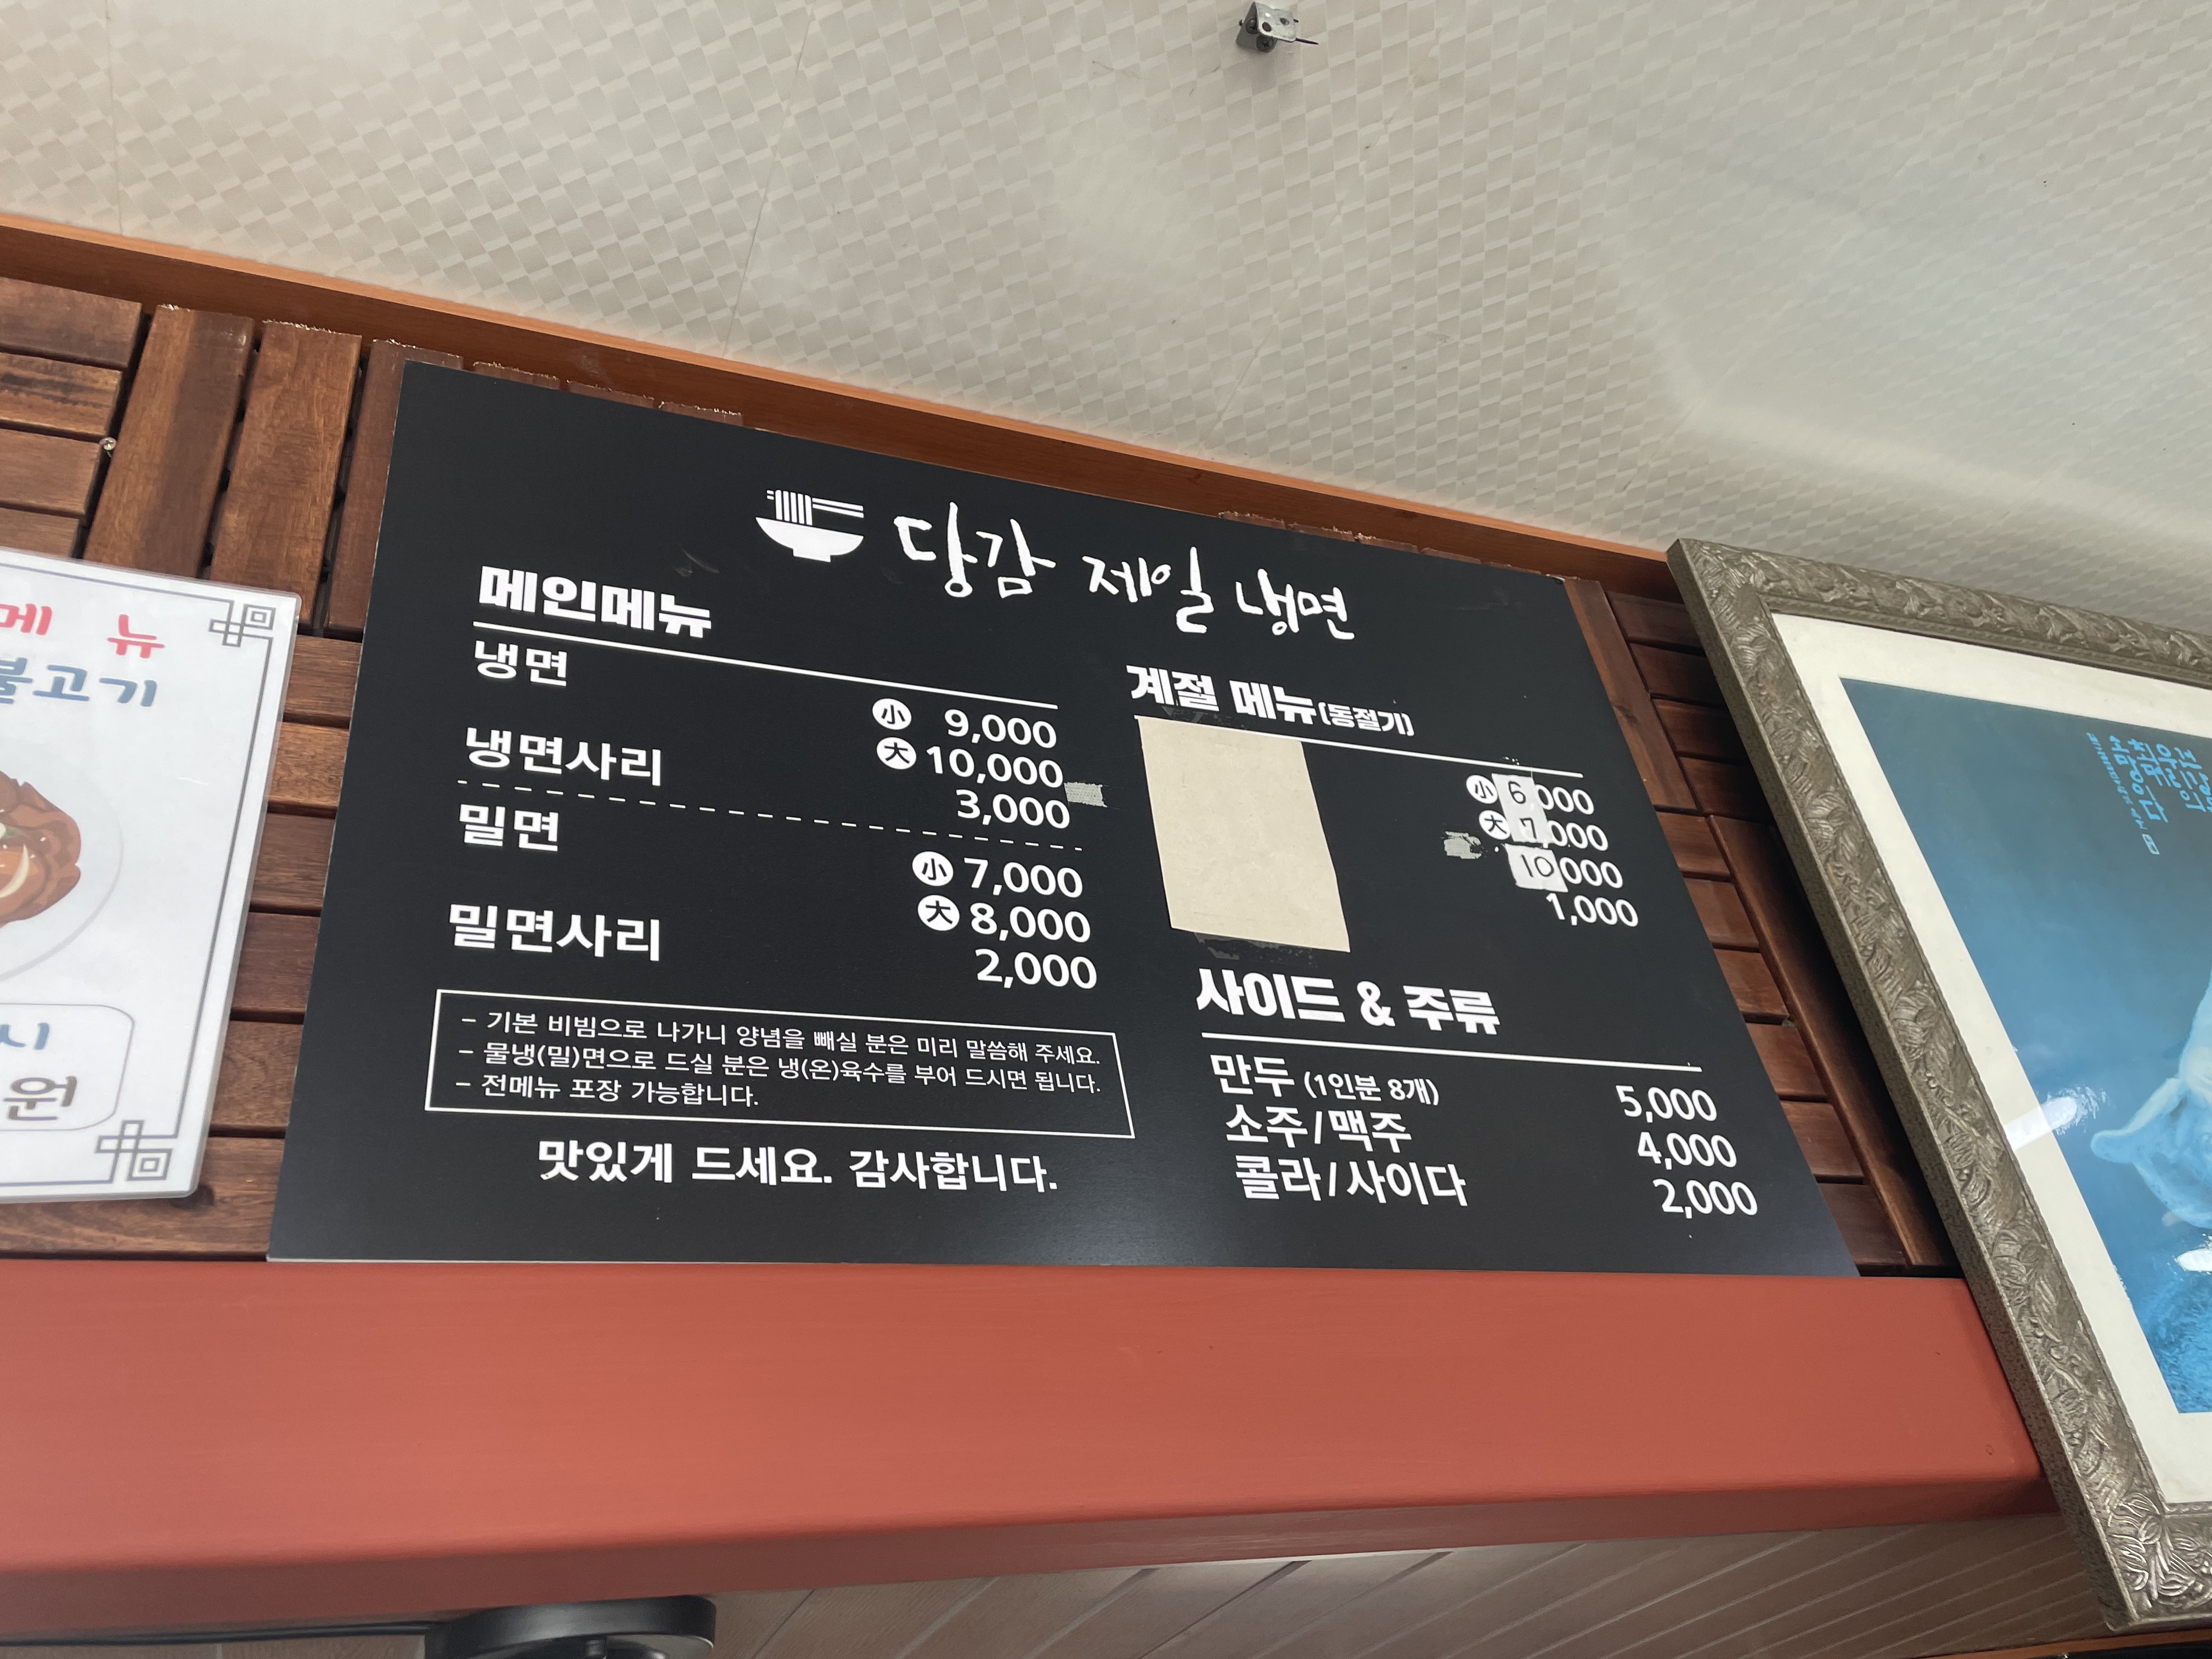 메 뉴
불고기
시
원
당감 제일 냉면
메인메뉴
냉면
小 9,000
大 10,000
냉면사리
3,000
밀면
小 7,000
大 8,000
밀면사리
2,000
- 기본 비빔으로 나가니 양념을 빼실 분은 미리 말씀해 주세요.
- 물냉(밀)면으로 드실 분은 냉(온)육수를 부어 드시면 됩니다.
- 전메뉴 포장 가능합니다.
맛있게 드세요. 감사합니다.
계절 메뉴(동절기)
小 6,000
大 7,000
10,000
1,000
사이드 & 주류
만두 (1인분 8개) 5,000
소주/맥주 4,000
콜라/사이다 2,000